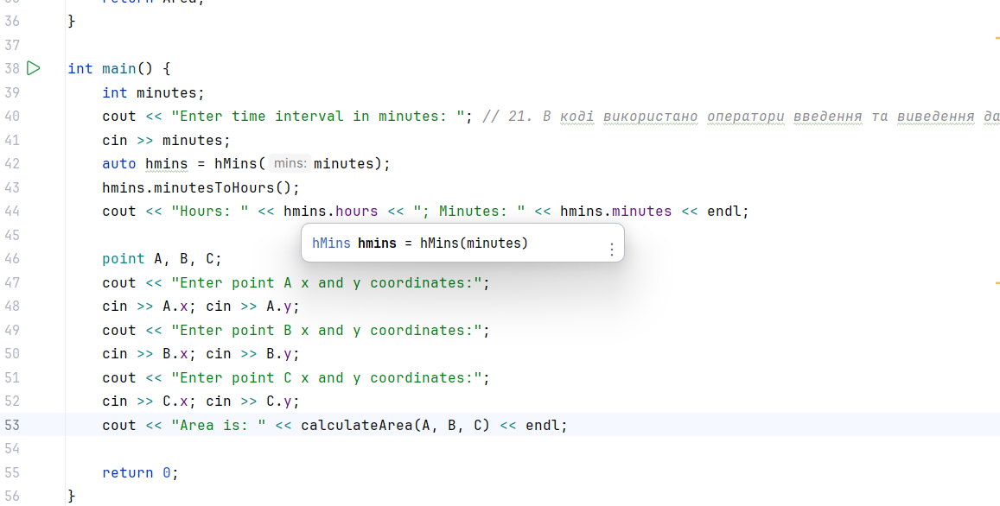 36 }
37
38 int main() {
39 int minutes;
40 cout << "Enter time interval in minutes: "; // 21. В коді використано оператори введення та виведення да
41 cin >> minutes;
42 auto hmins = hMins( mins: minutes);
43 hmins.minutesToHours();
44 cout << "Hours: " << hmins.hours << "; Minutes: " << hmins.minutes << endl;
45
hMins hmins = hMins(minutes)
46 point A, B, C;
47 cout << "Enter point A x and y coordinates:";
48 cin >> A.x; cin >> A.y;
49 cout << "Enter point B x and y coordinates:";
50 cin >> B.x; cin >> B.y;
51 cout << "Enter point C x and y coordinates:";
52 cin >> C.x; cin >> C.y;
53 cout << "Area is: " << calculateArea(A, B, C) << endl;
54
55 return 0;
56 }